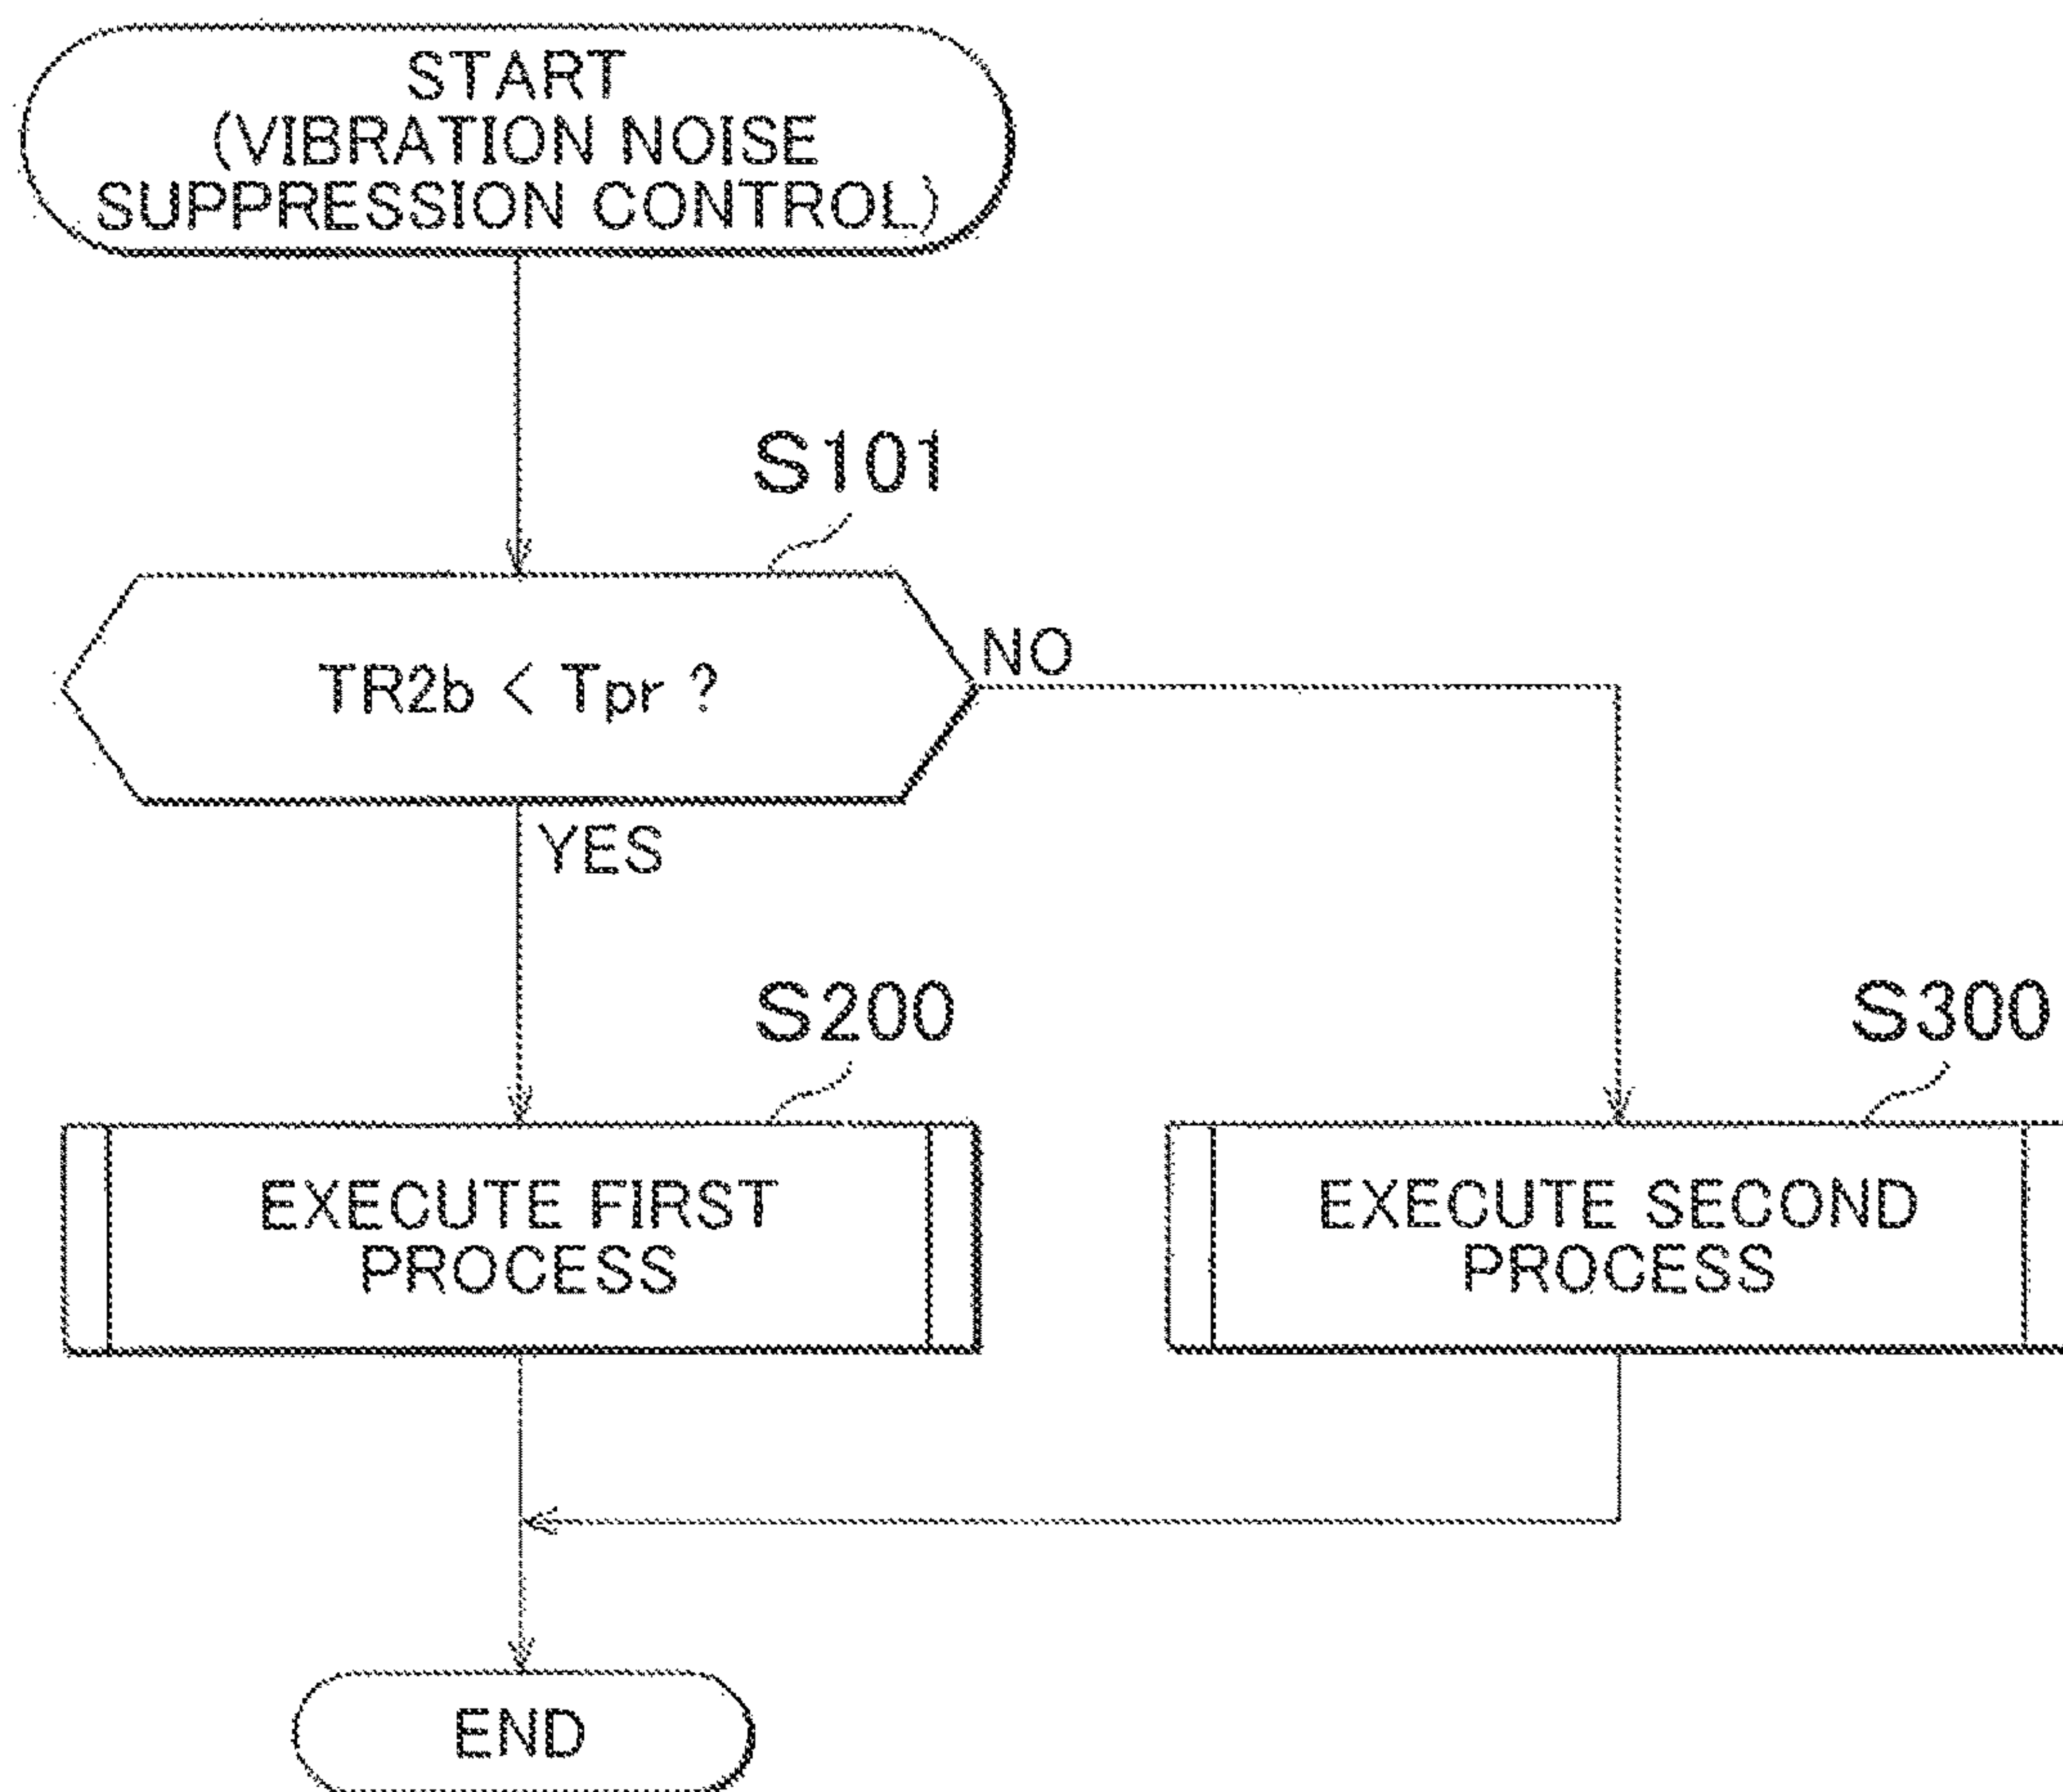 START
(VIBRATION NOISE
SUPPRESSION CONTROL)
S101
TR2b < Tpr ?
NO
YES
S200
S300
EXECUTE FIRST
PROCESS
EXECUTE SECOND
PROCESS
END